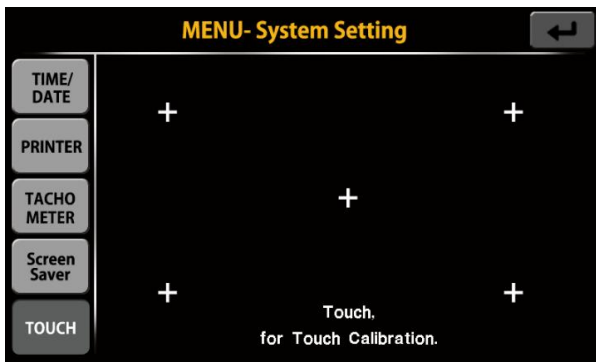 MENU- System Setting
TIME/
DATE
PRINTER
TACHO
METER
Screen
Saver
TOUCH
Touch,
for Touch Calibration.